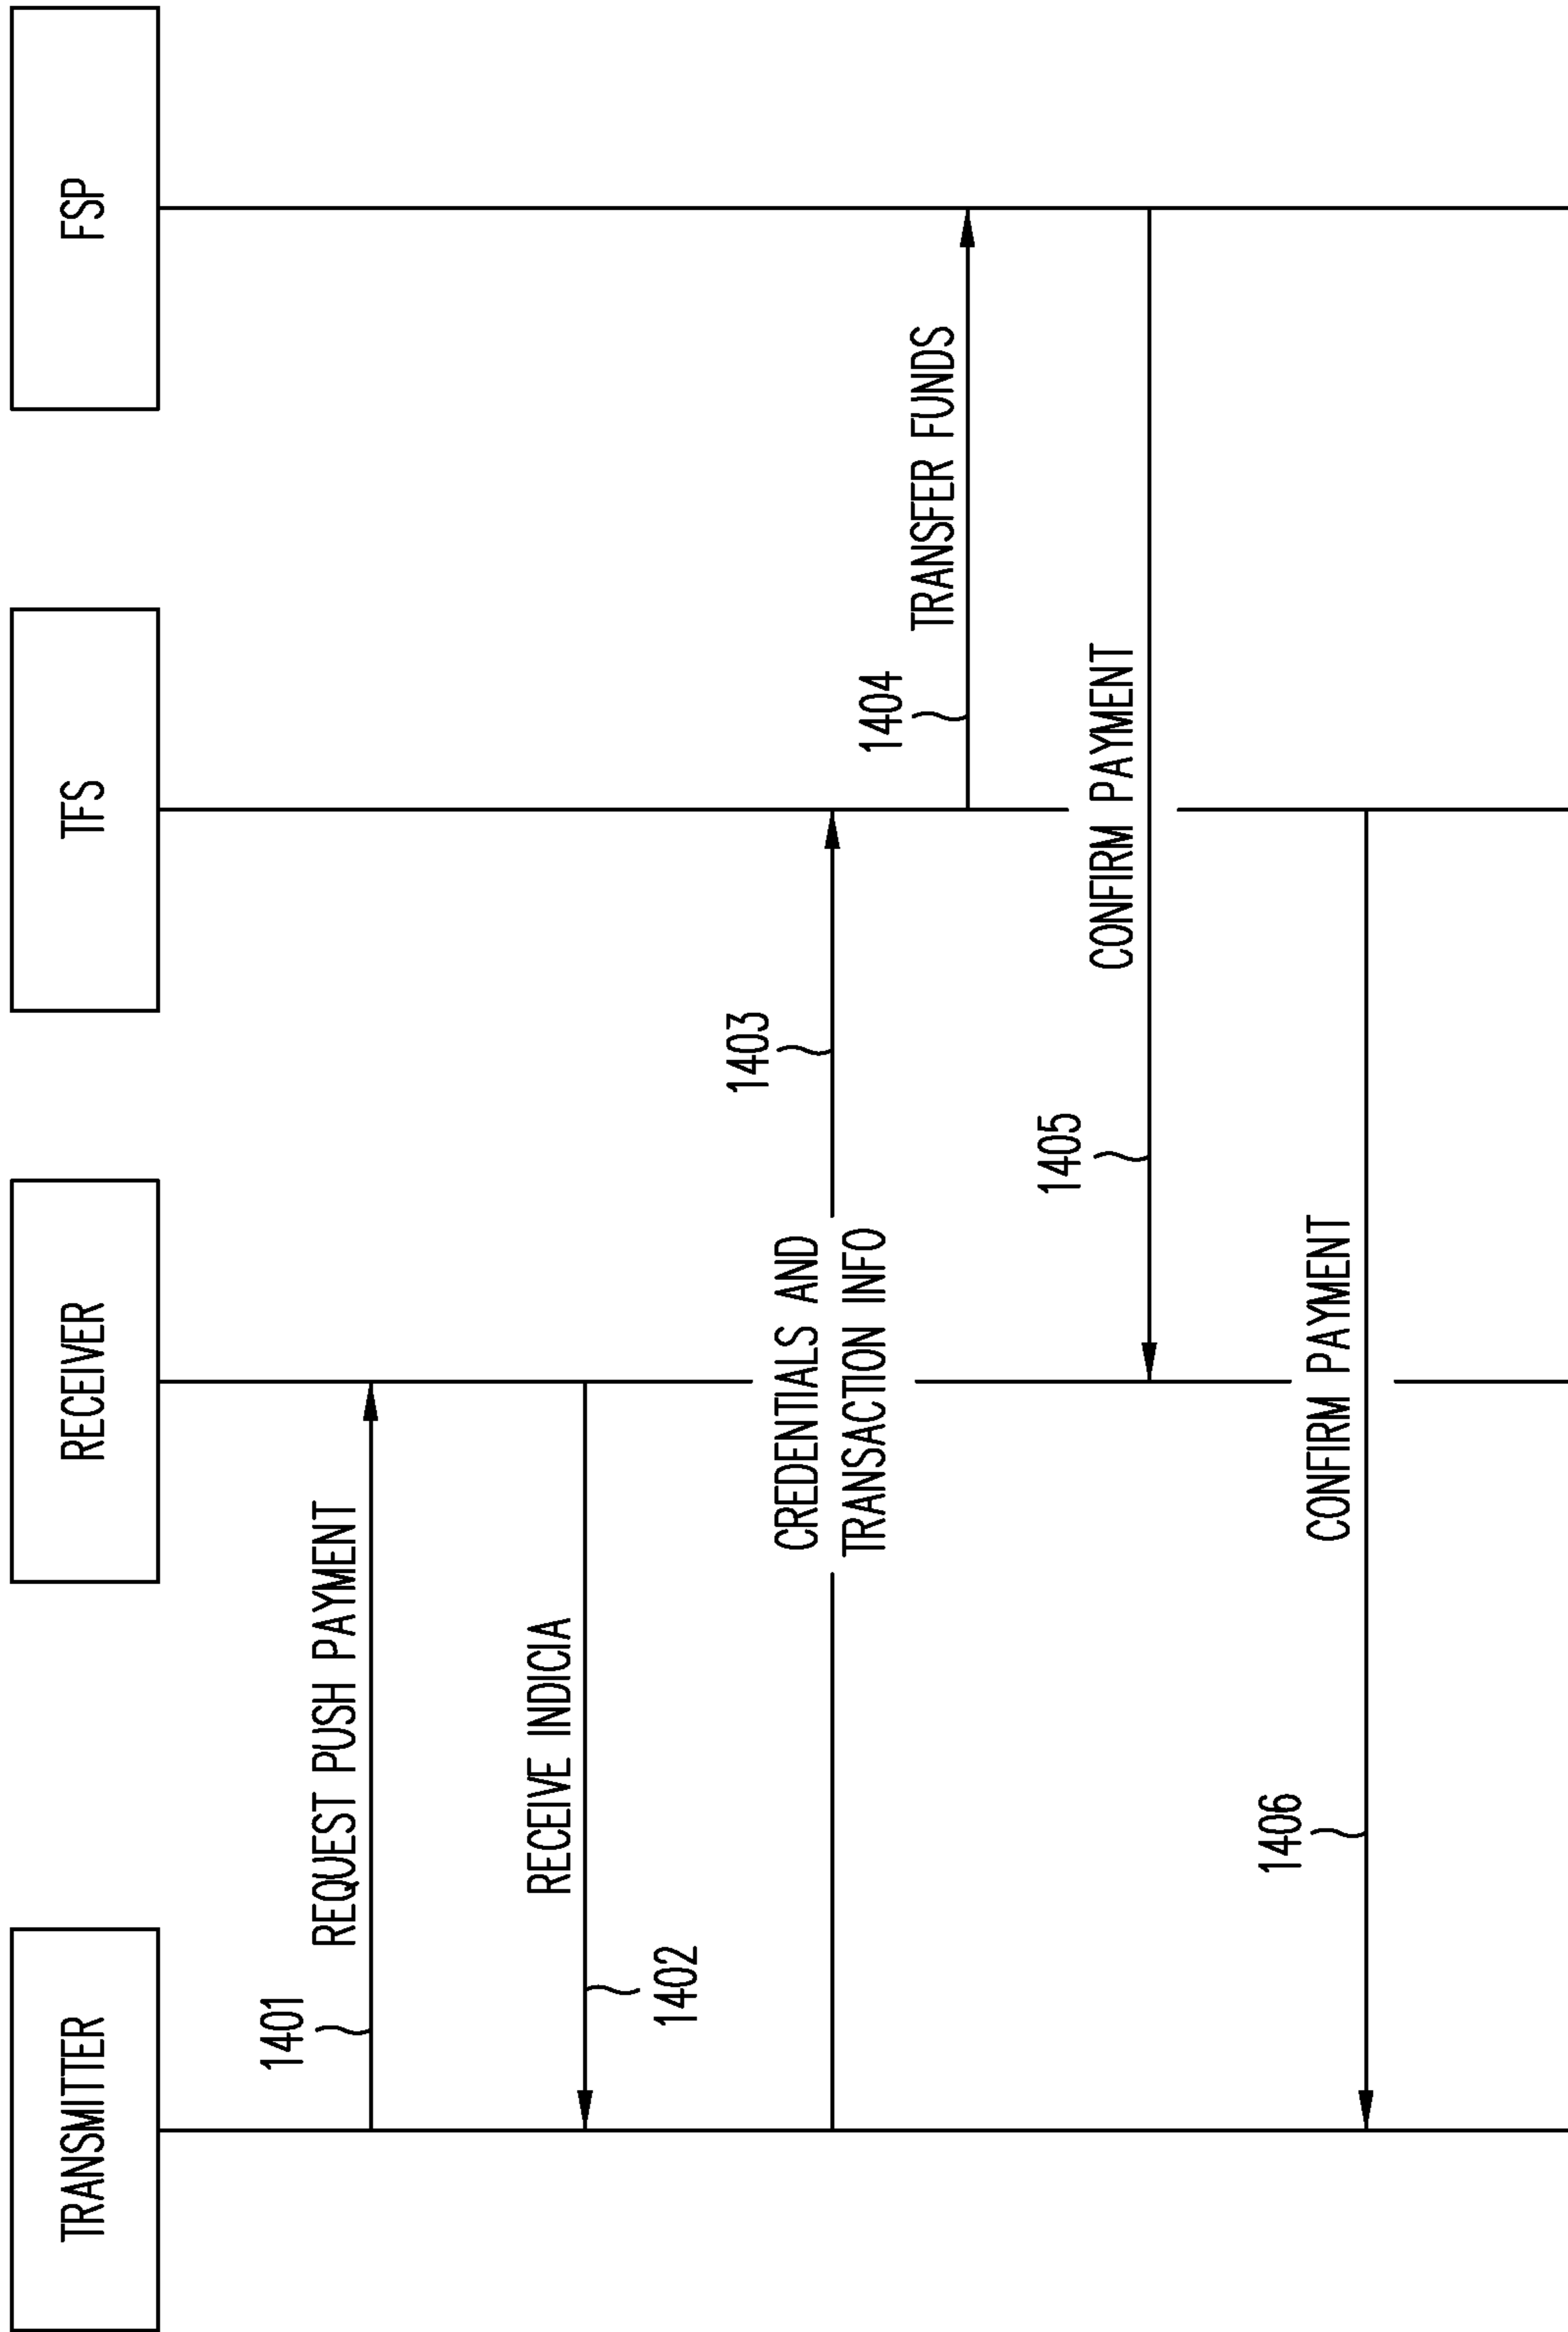 TRANSMITTER
RECEIVER
TFS
FSP
1401
REQUEST PUSH PAYMENT
RECEIVE INDICIA
1402
1403
CREDENTIALS AND
TRANSACTION INFO
1404
TRANSFER FUNDS
1405
CONFIRM PAYMENT
1406
CONFIRM PAYMENT